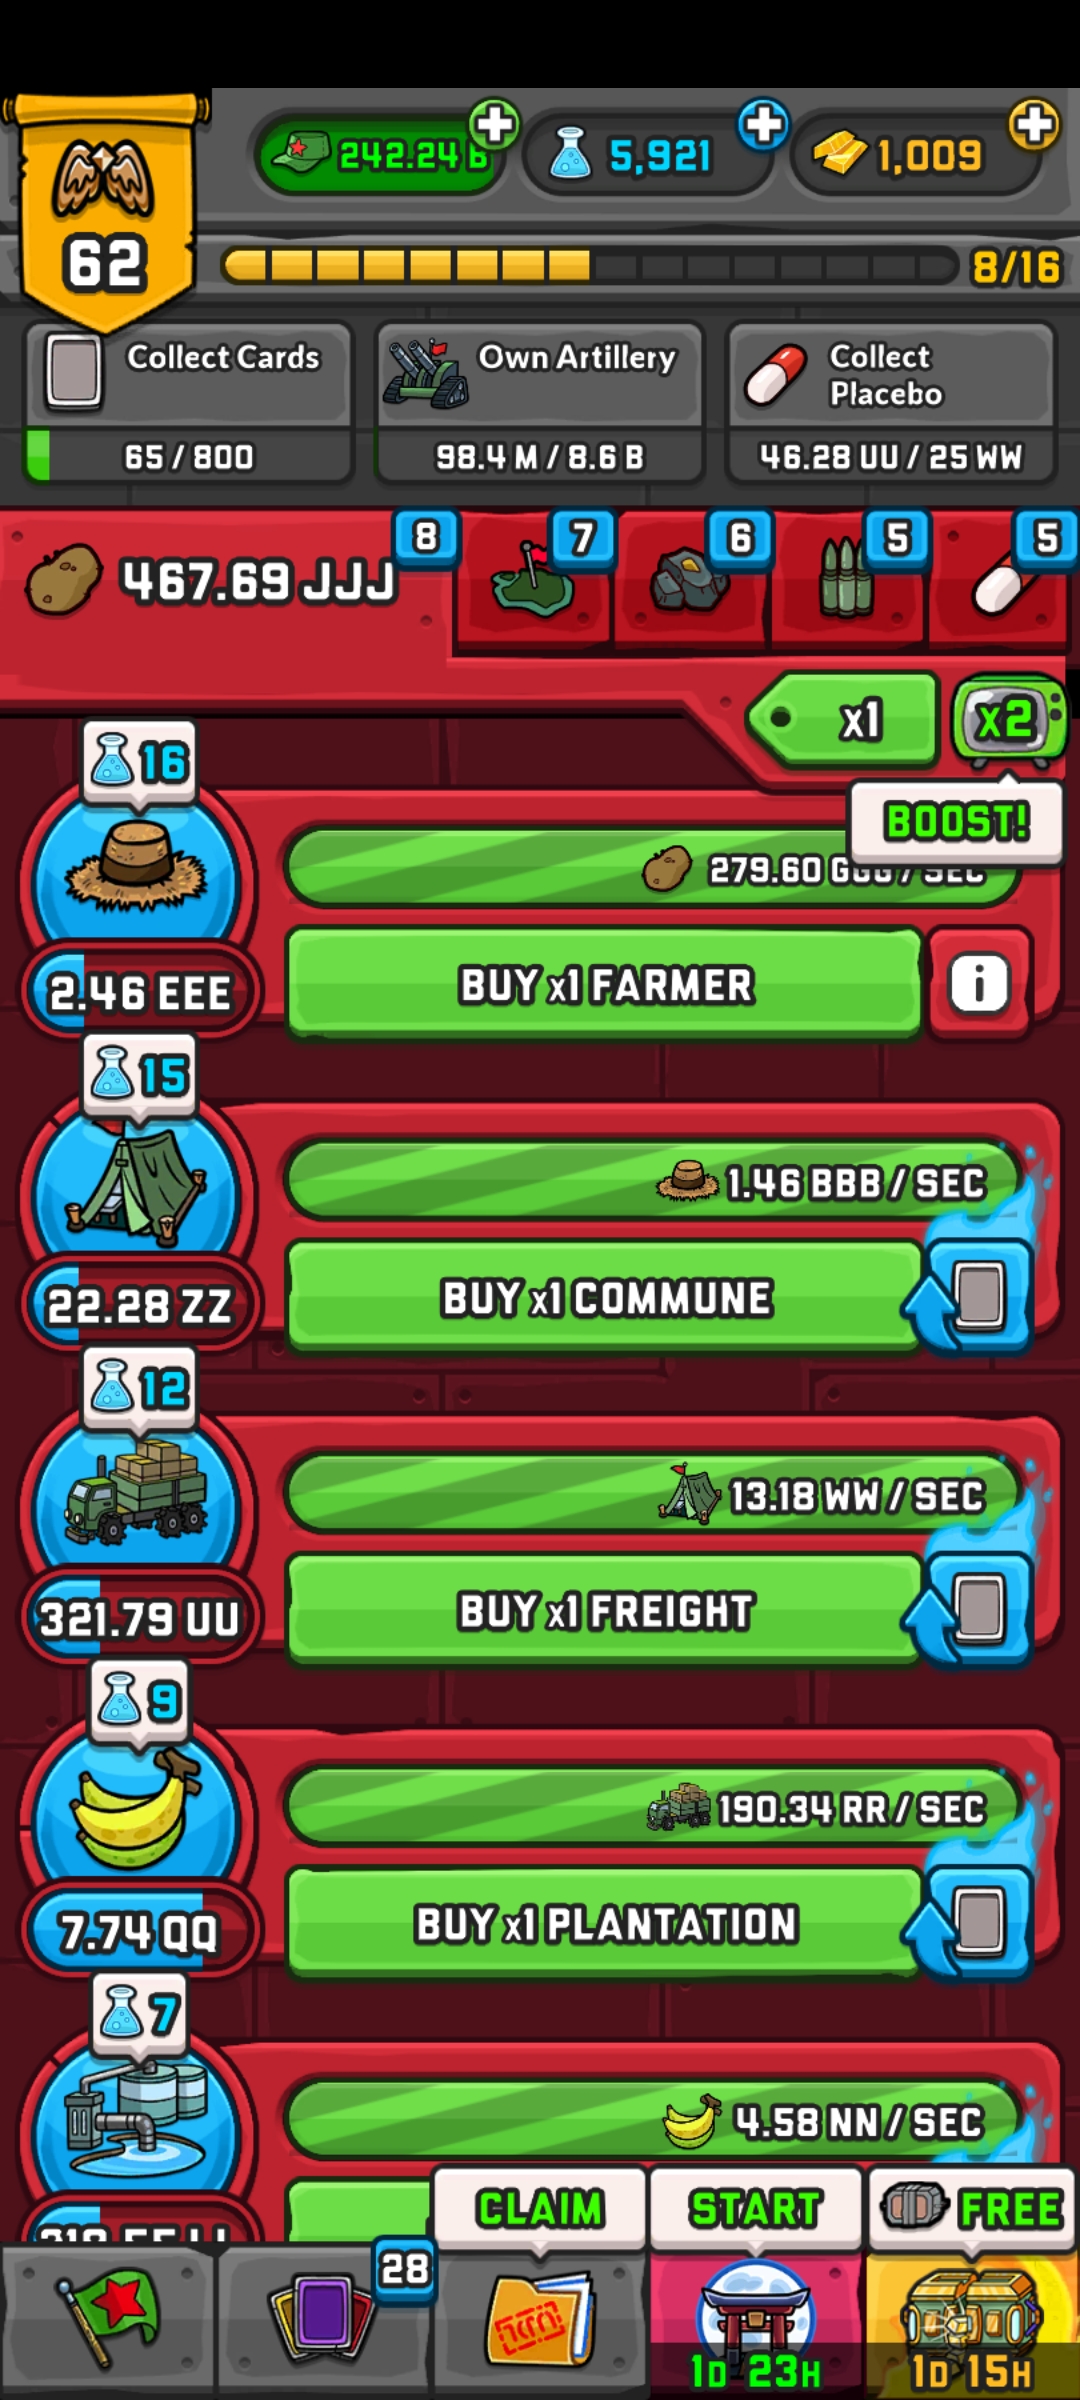 242.24 B
5,921
1,009
62
8/16
Collect Cards
65 / 800
Own Artillery
98.4 M / 8.6 B
Collect
Placebo
46.28 UU / 25 WW
467.69 JJJ
8
7
6
5
5
x1
x2
BOOST!
16
279.60 GGG / SEC
2.46 EEE
BUY x1 FARMER
i
15
1.46 BBB / SEC
22.28 ZZ
BUY x1 COMMUNE
12
13.18 WW / SEC
321.79 UU
BUY x1 FREIGHT
9
190.34 RR / SEC
7.74 QQ
BUY x1 PLANTATION
7
4.58 NN / SEC
CLAIM
START
FREE
28
1D 23H
1D 15H